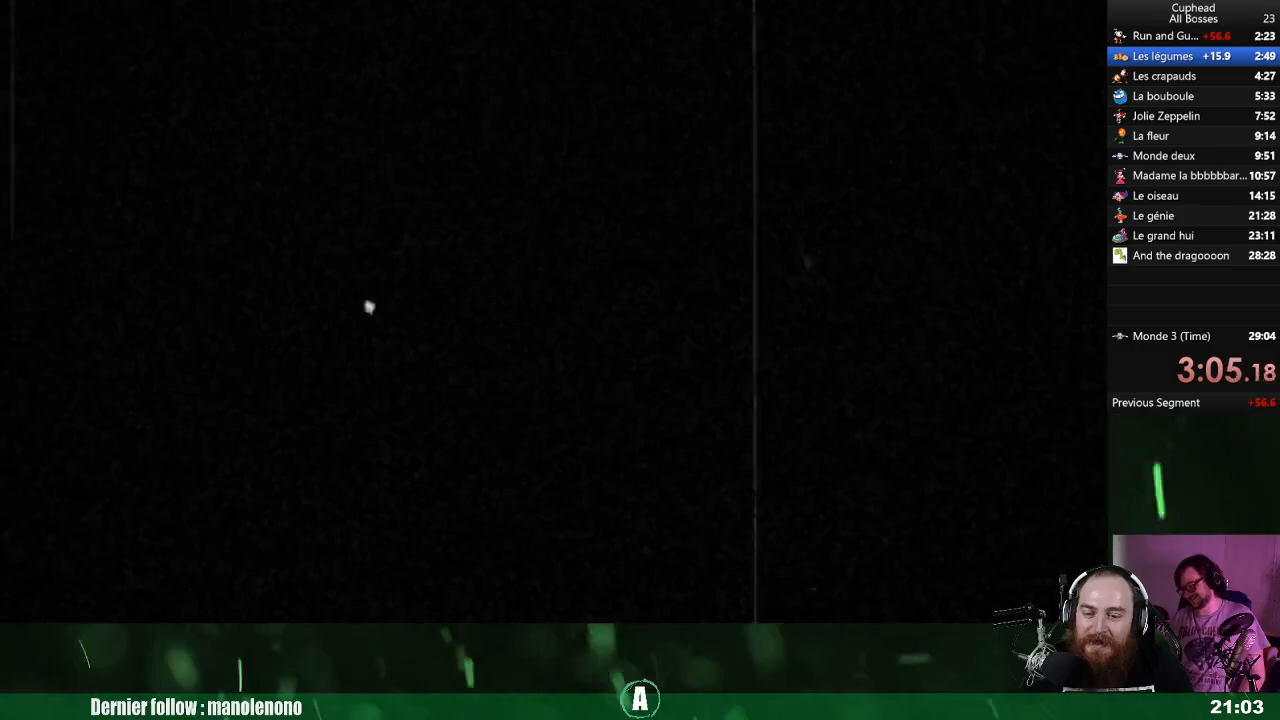 Cuphead
All Bosses 23
Run and Gu... +56.6 2:23
Les légumes +15.9 2:49
Les crapauds 4:27
La bouboule 5:33
Jolie Zeppelin 7:52
La fleur 9:14
Monde deux 9:51
Madame la bbbbbbar... 10:57
Le oiseau 14:15
Le génie 21:28
Le grand huí 23:11
And the dragoooon 28:28
Monde 3 (Time) 29:04
3:05.18
Previous Segment +56.6
Dernier follow : manolenono
A
21:03